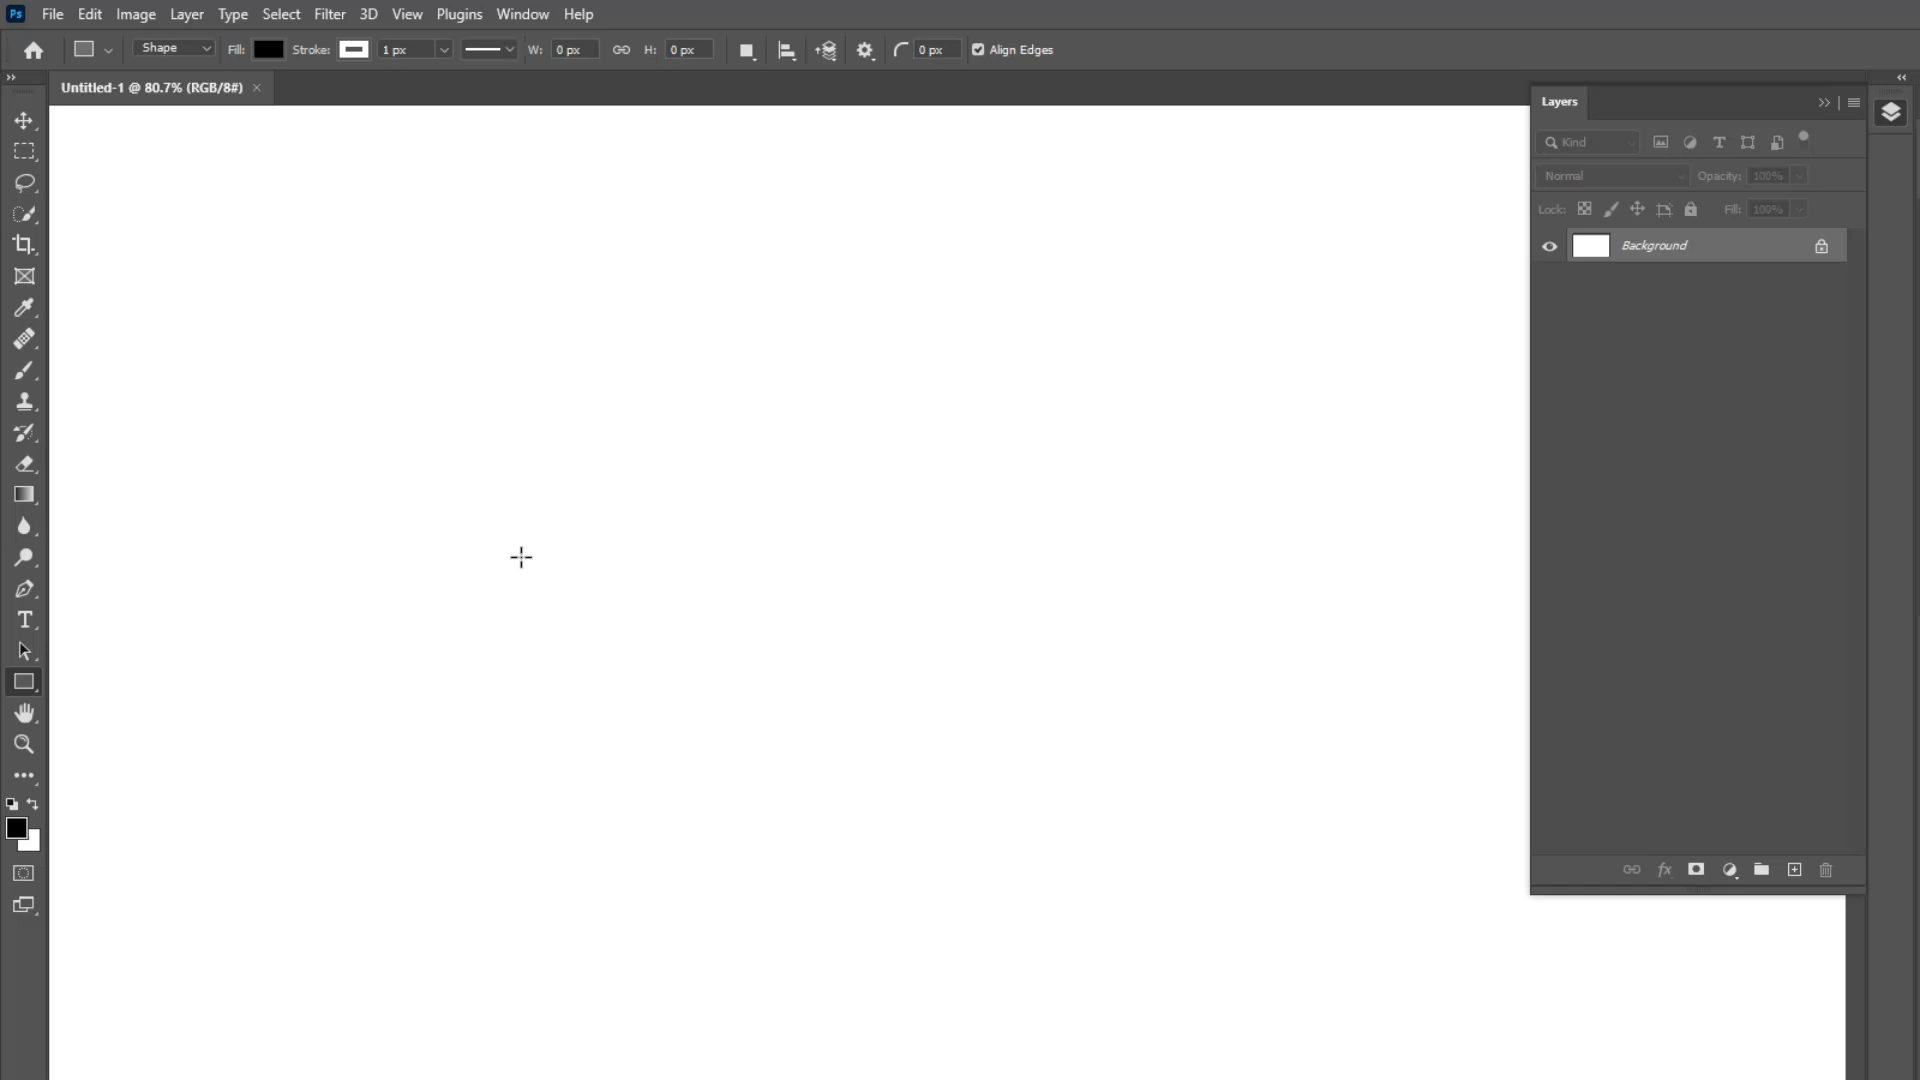 Ps File Edit Image Layer Type Select Filter 3D View Plugins Window Help
Shape Fill: Stroke: 1 px W: 0 px H: 0 px 0 px Align Edges
Untitled-1 @ 80.7% (RGB/8#) ×
Layers
Kind
Normal Opacity: 100%
Lock: Fill: 100%
Background
fx